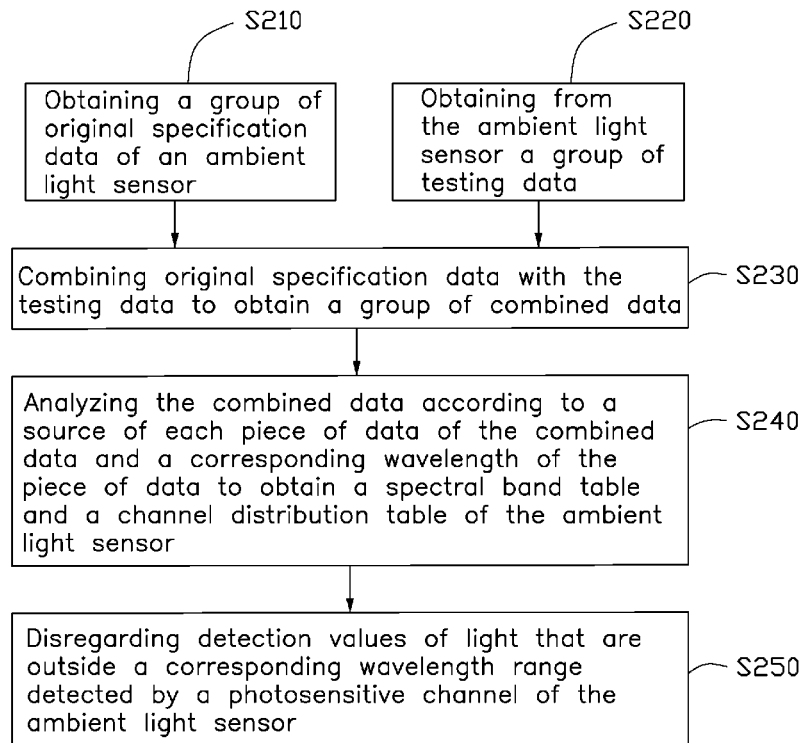 S210
S220
Obtaining a group of
original specification
data of an ambient
light sensor
Obtaining from
the ambient light
sensor a group of
testing data
Combining original specification data with the
testing data to obtain a group of combined data
S230
Analyzing the combined data according to a
source of each piece of data of the combined
data and a corresponding wavelength of the
piece of data to obtain a spectral band table
and a channel distribution table of the ambient
light sensor
S240
Disregarding detection values of light that are
outside a corresponding wavelength range
detected by a photosensitive channel of the
ambient light sensor
S250